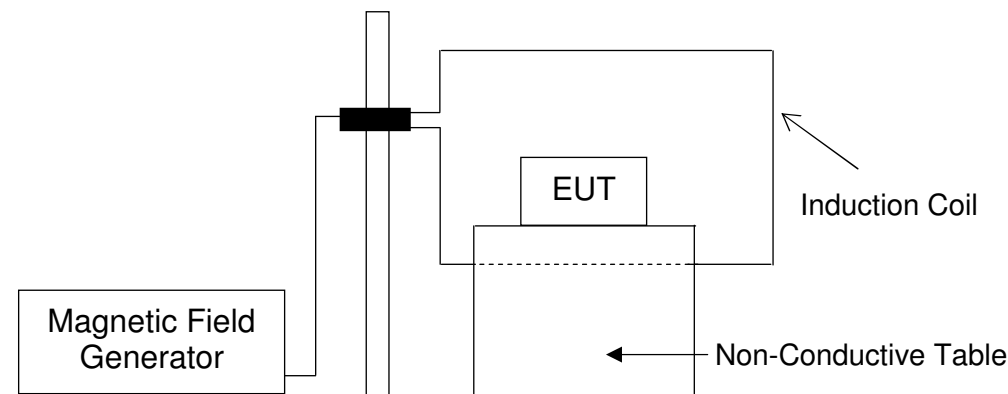 EUT
Induction Coil
Magnetic Field
Generator
Non-Conductive Table